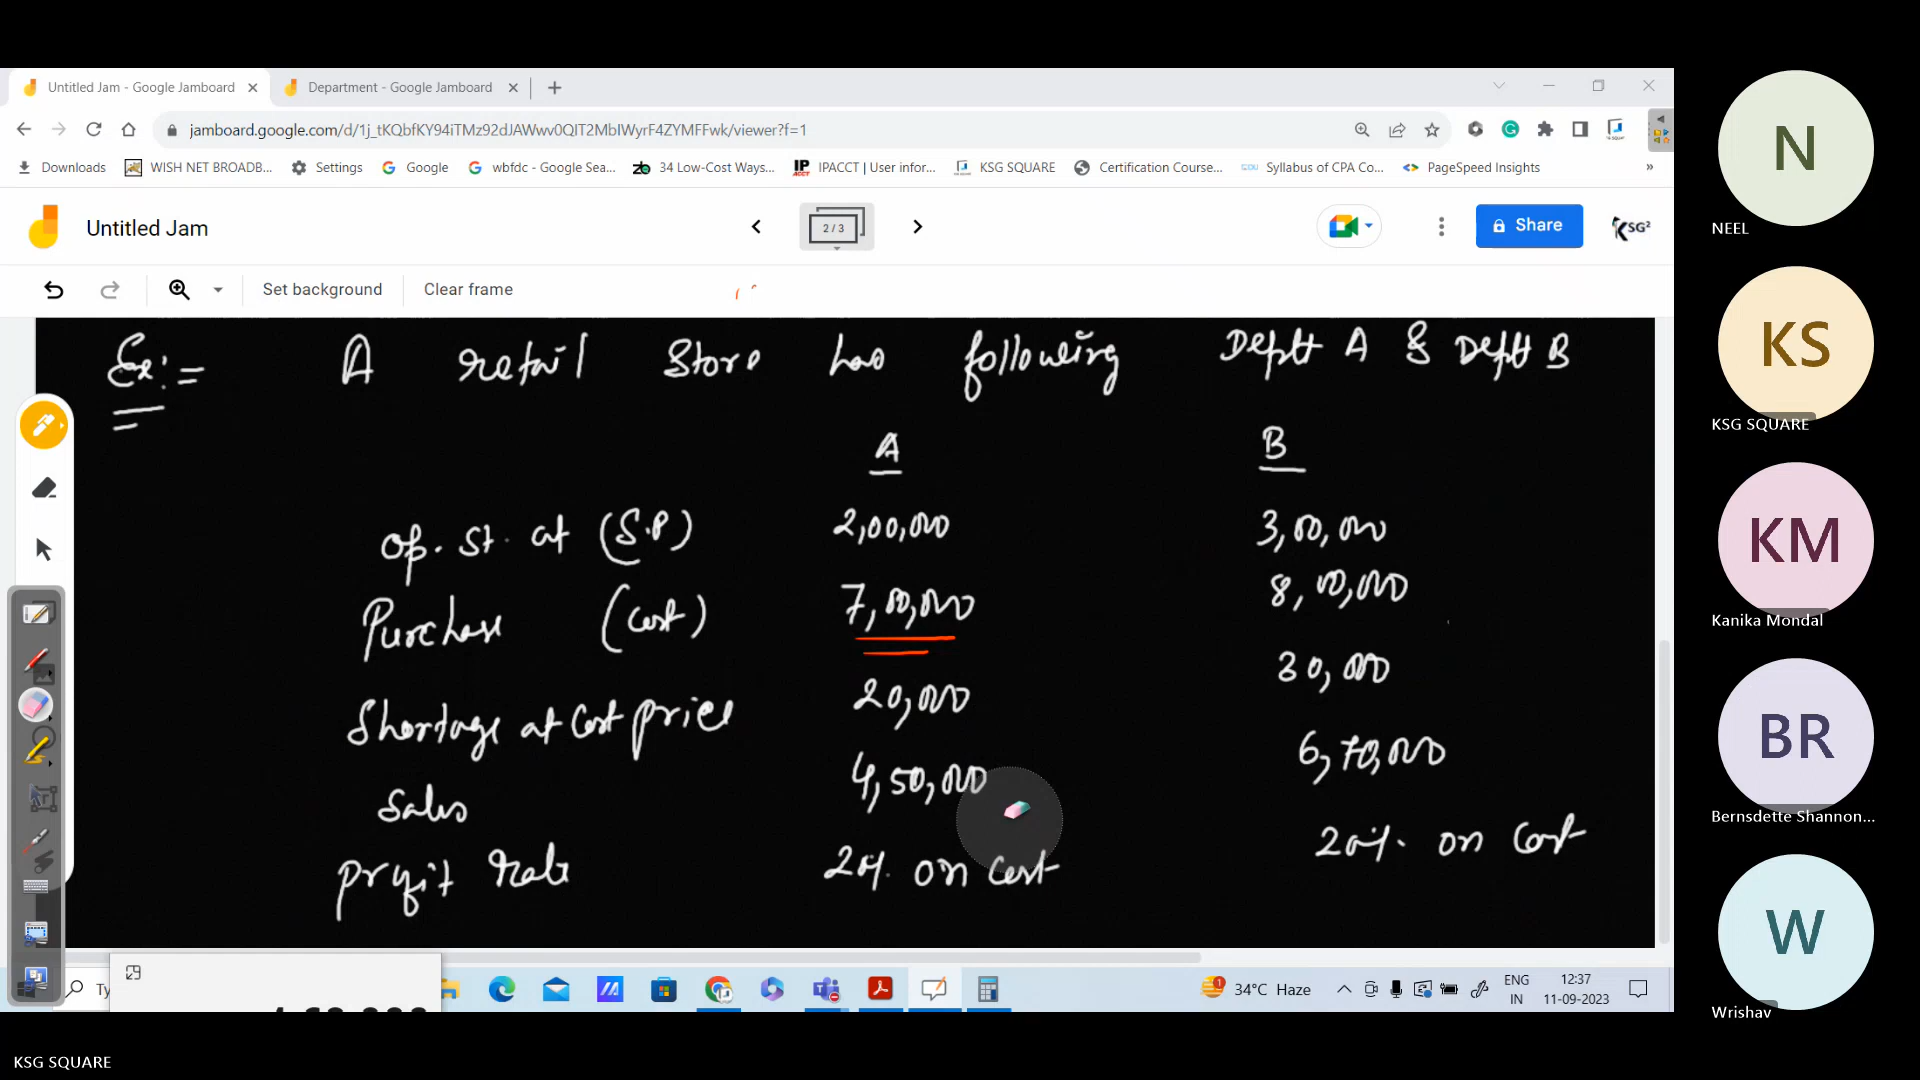 Untitled Jam - Google Jamboard
Department - Google Jamboard
jamboard.google.com/d/1j_tKQbfKY94iTMz92dJAWwv0QIT2MbIWyrF4ZYMFFwk/viewer?f=1
Downloads WISH NET BROADB... Settings Google wbfdc - Google Sea... 34 Low-Cost Ways... IPACCT | User infor... KSG SQUARE Certification Course... Syllabus of CPA Co... PageSpeed Insights »
Untitled Jam
2 / 3
Share
KSG²
Set background Clear frame
Ex:= A retail Store has following Deptt A & Deptt B
A B
op. st. at (S.P) 2,00,000 3,00,000
Purchase (Cost) 7,00,000 8,00,000
Shortage at Cost price 20,000 30,000
Sales 4,50,000 6,70,000
profit rate 20%. on Cost 20%. on Cost
Ty
34°C Haze
ENG
IN
12:37
11-09-2023
N
NEEL
KS
KSG SQUARE
KM
Kanika Mondal
BR
Bernsdette Shannon...
W
Wrishav
KSG SQUARE